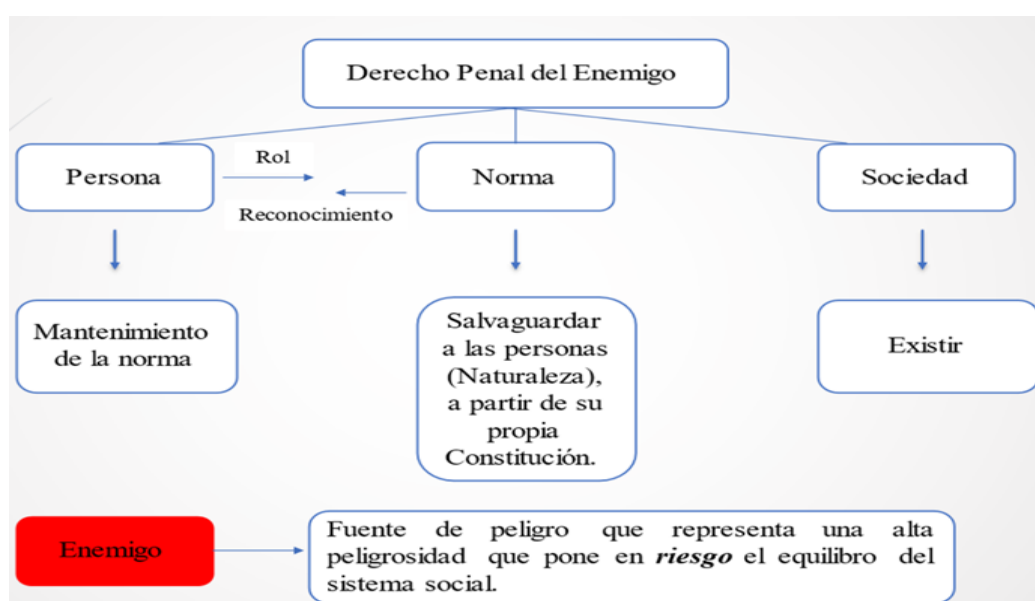 Derecho Penal del Enemigo
Persona
Rol
Reconocimiento
Norma
Sociedad
Mantenimiento
de la norma
Salvaguardar
a las personas
(Naturaleza),
a partir de su
propia
Constitución.
Existir
Enemigo
Fuente de peligro que representa una alta
peligrosidad que pone en riesgo el equilibro del
sistema social.